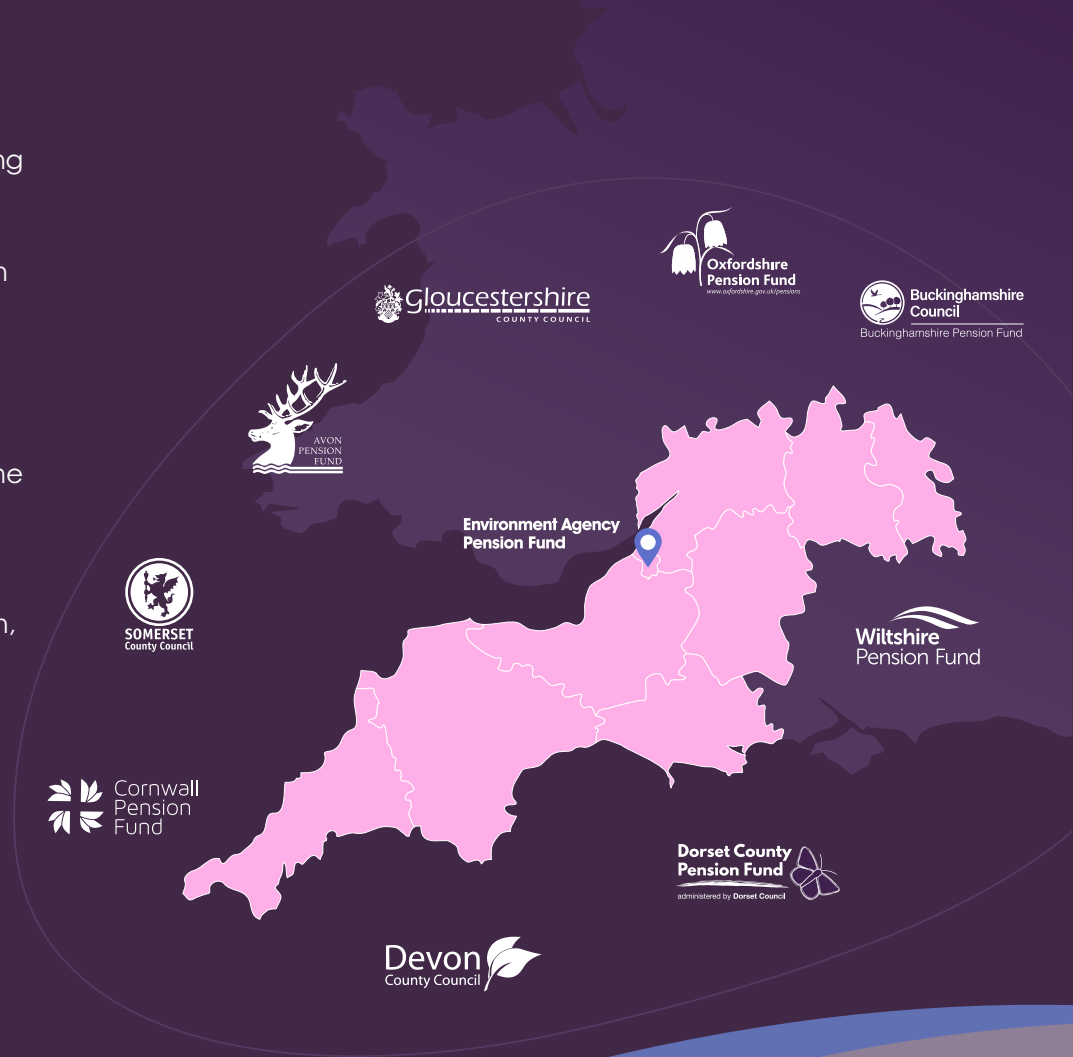 ng
n
ne
n,
Oxfordshire
Pension Fund
www.oxfordshire.gov.uk/pensions
gloucestershire
COUNTY COUNCIL
Buckinghamshire
Council
Buckinghamshire Pension Fund
AVON
PENSION
FUND
Environment Agency
Pension Fund
SOMERSET
County Council
Wiltshire
Pension Fund
Cornwall
Pension
Fund
Dorset County
Pension Fund
administered by Dorset Council
Devon
County Council